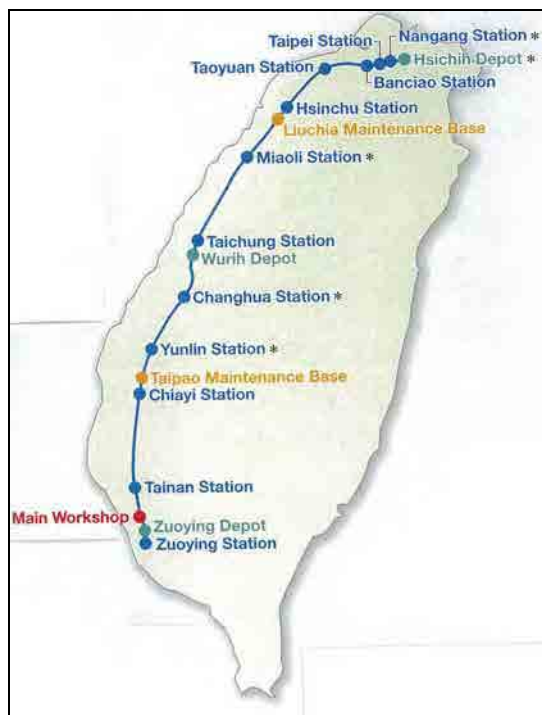 Nangang Station *
Taipei Station
Hsichih Depot *
Taoyuan Station
Banciao Station
Hsinchu Station
Liuchia Maintenance Base
Miaoli Station *
Taichung Station
Wurih Depot
Changhua Station *
Yunlin Station *
Taipao Maintenance Base
Chiayi Station
Tainan Station
Main Workshop
Zuoying Depot
Zuoying Station